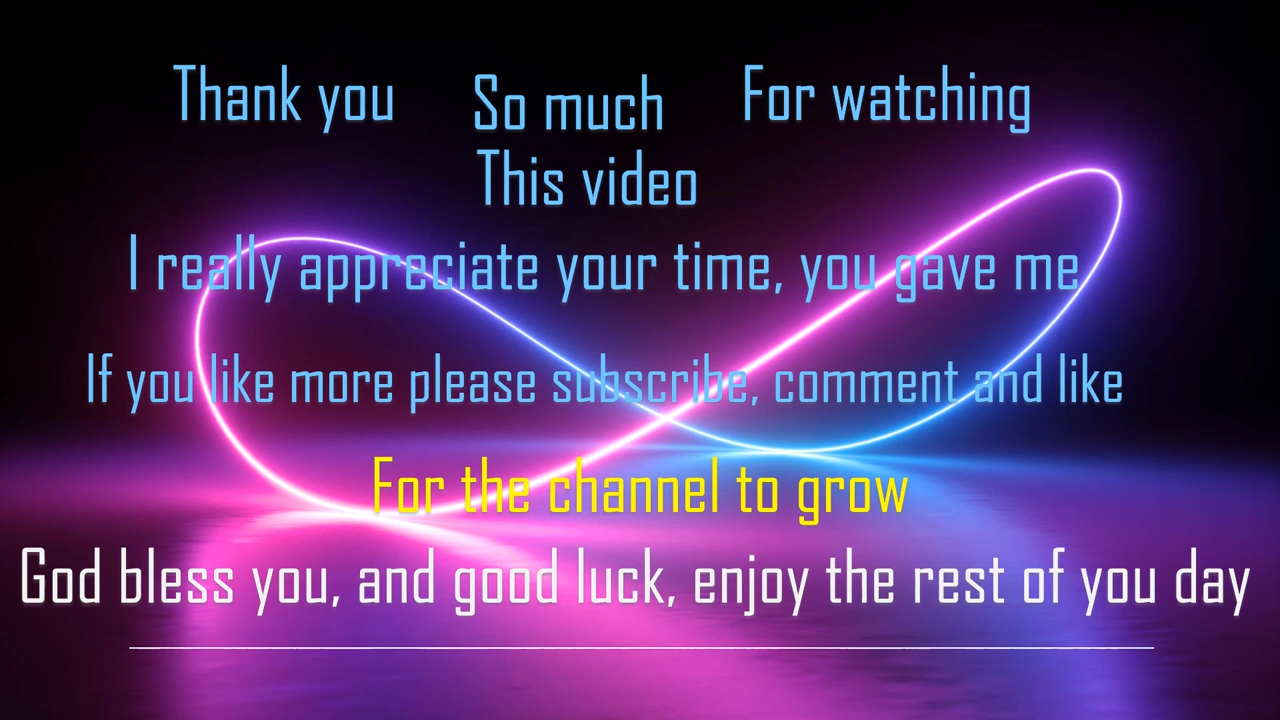 Thank you So much For watching
This video
I really appreciate your time, you gave me
If you like more please subscribe, comment and like
For the channel to grow
God bless you, and good luck, enjoy the rest of you day